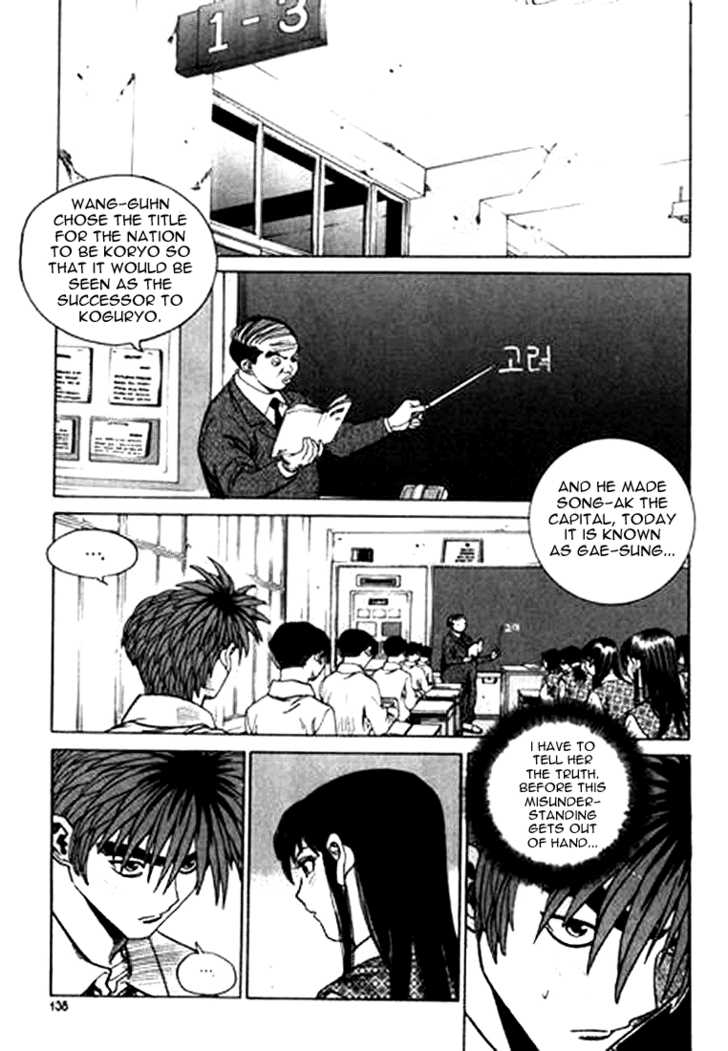 1-3
WANG-GUHN
CHOSE THE TITLE
FOR THE NATION
TO BE KORYO SO
THAT IT WOULD BE
SEEN AS THE
SUCCESSOR TO
KOGURYO.
고려
AND HE MADE
SONG-AK THE
CAPITAL, TODAY
IT IS KNOWN
AS GAE-SUNG...
...
고려
I HAVE TO
TELL HER
THE TRUTH.
BEFORE THIS
MISUNDER-
STANDING
GETS OUT
OF HAND...
...
138